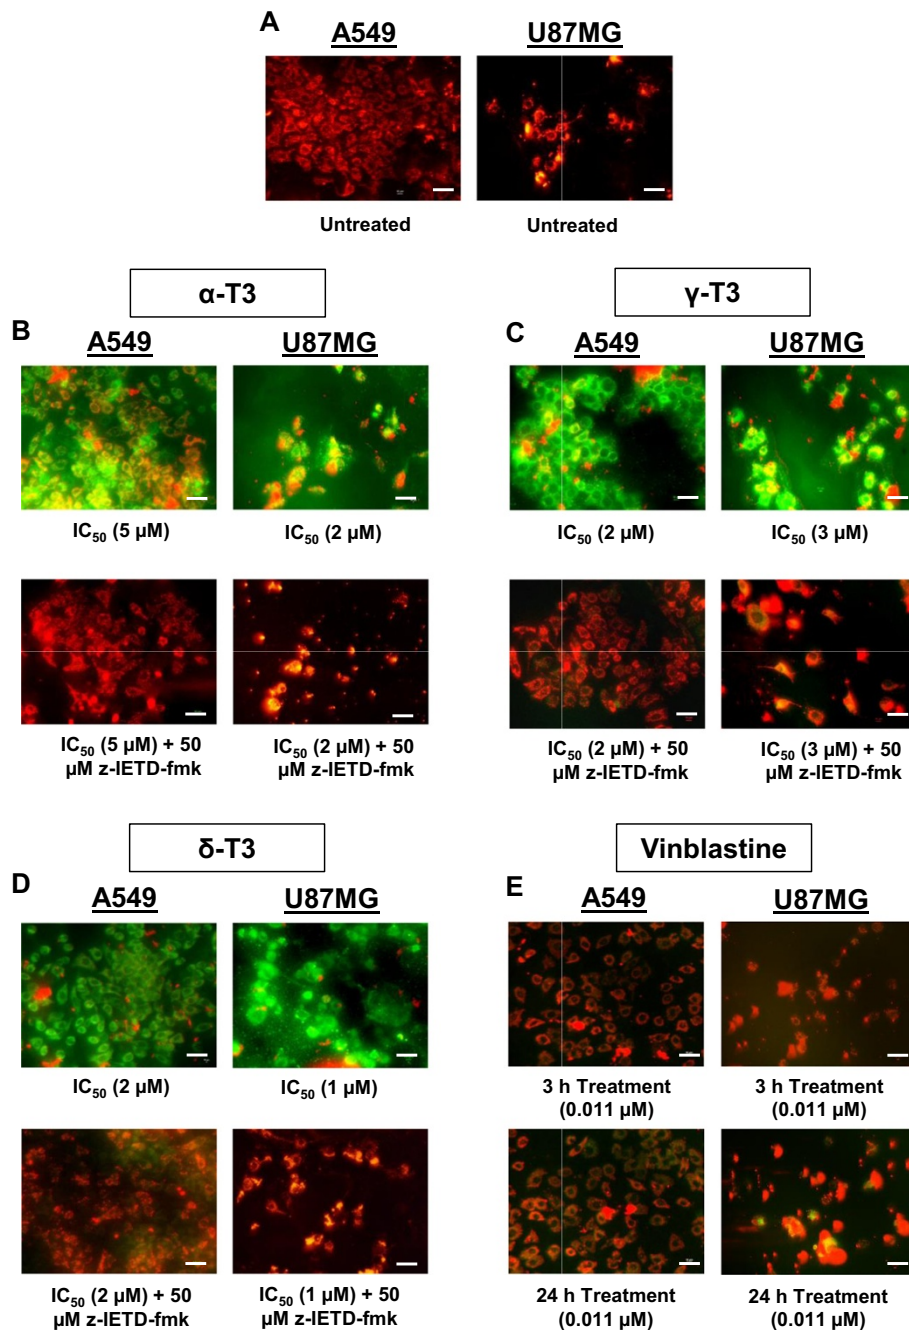 A
A549
U87MG
Untreated
Untreated
α-T3
γ-T3
B
A549
U87MG
C
A549
U87MG
IC₅₀ (5 µM)
IC₅₀ (2 µM)
IC₅₀ (2 µM)
IC₅₀ (3 µM)
IC₅₀ (5 µM) + 50
µM z-IETD-fmk
IC₅₀ (2 µM) + 50
µM z-IETD-fmk
IC₅₀ (2 µM) + 50
µM z-IETD-fmk
IC₅₀ (3 µM) + 50
µM z-IETD-fmk
δ-T3
Vinblastine
D
A549
U87MG
E
A549
U87MG
IC₅₀ (2 µM)
IC₅₀ (1 µM)
3 h Treatment
(0.011 µM)
3 h Treatment
(0.011 µM)
IC₅₀ (2 µM) + 50
µM z-IETD-fmk
IC₅₀ (1 µM) + 50
µM z-IETD-fmk
24 h Treatment
(0.011 µM)
24 h Treatment
(0.011 µM)